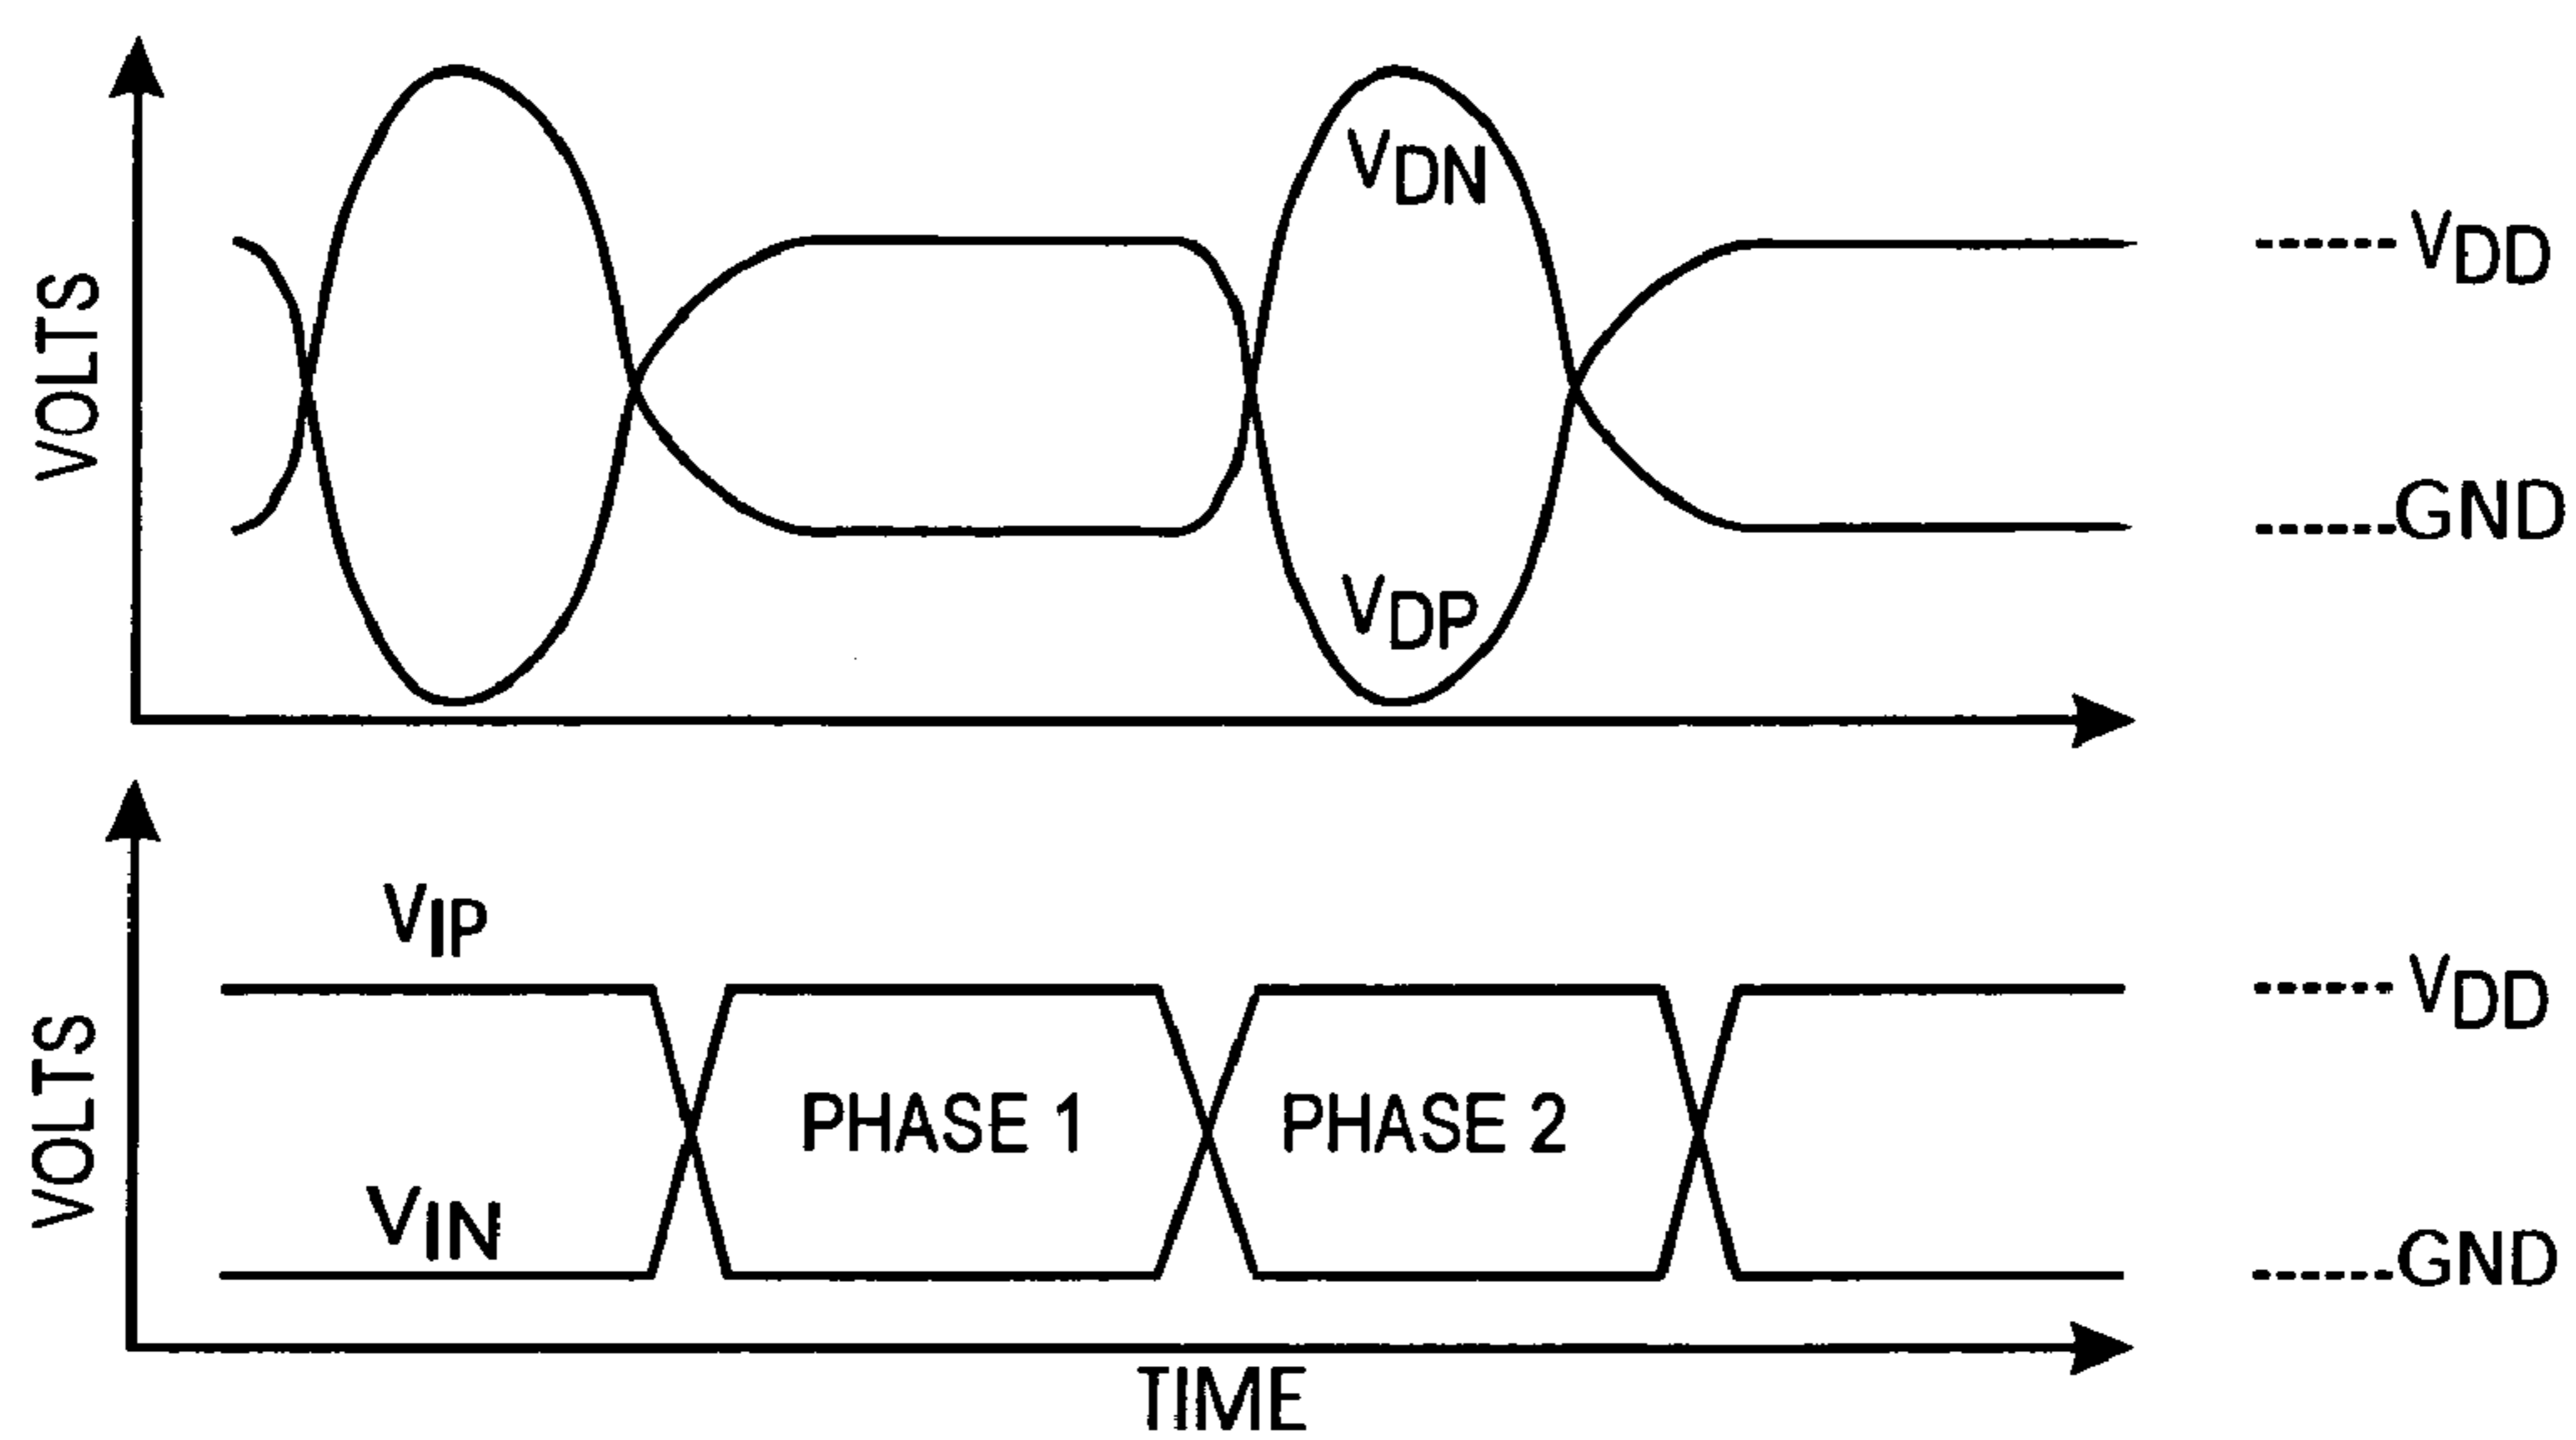 VOLTS
VDN
VDP
VDD
GND
VOLTS
VIP
VIN
PHASE 1
PHASE 2
VDD
GND
TIME